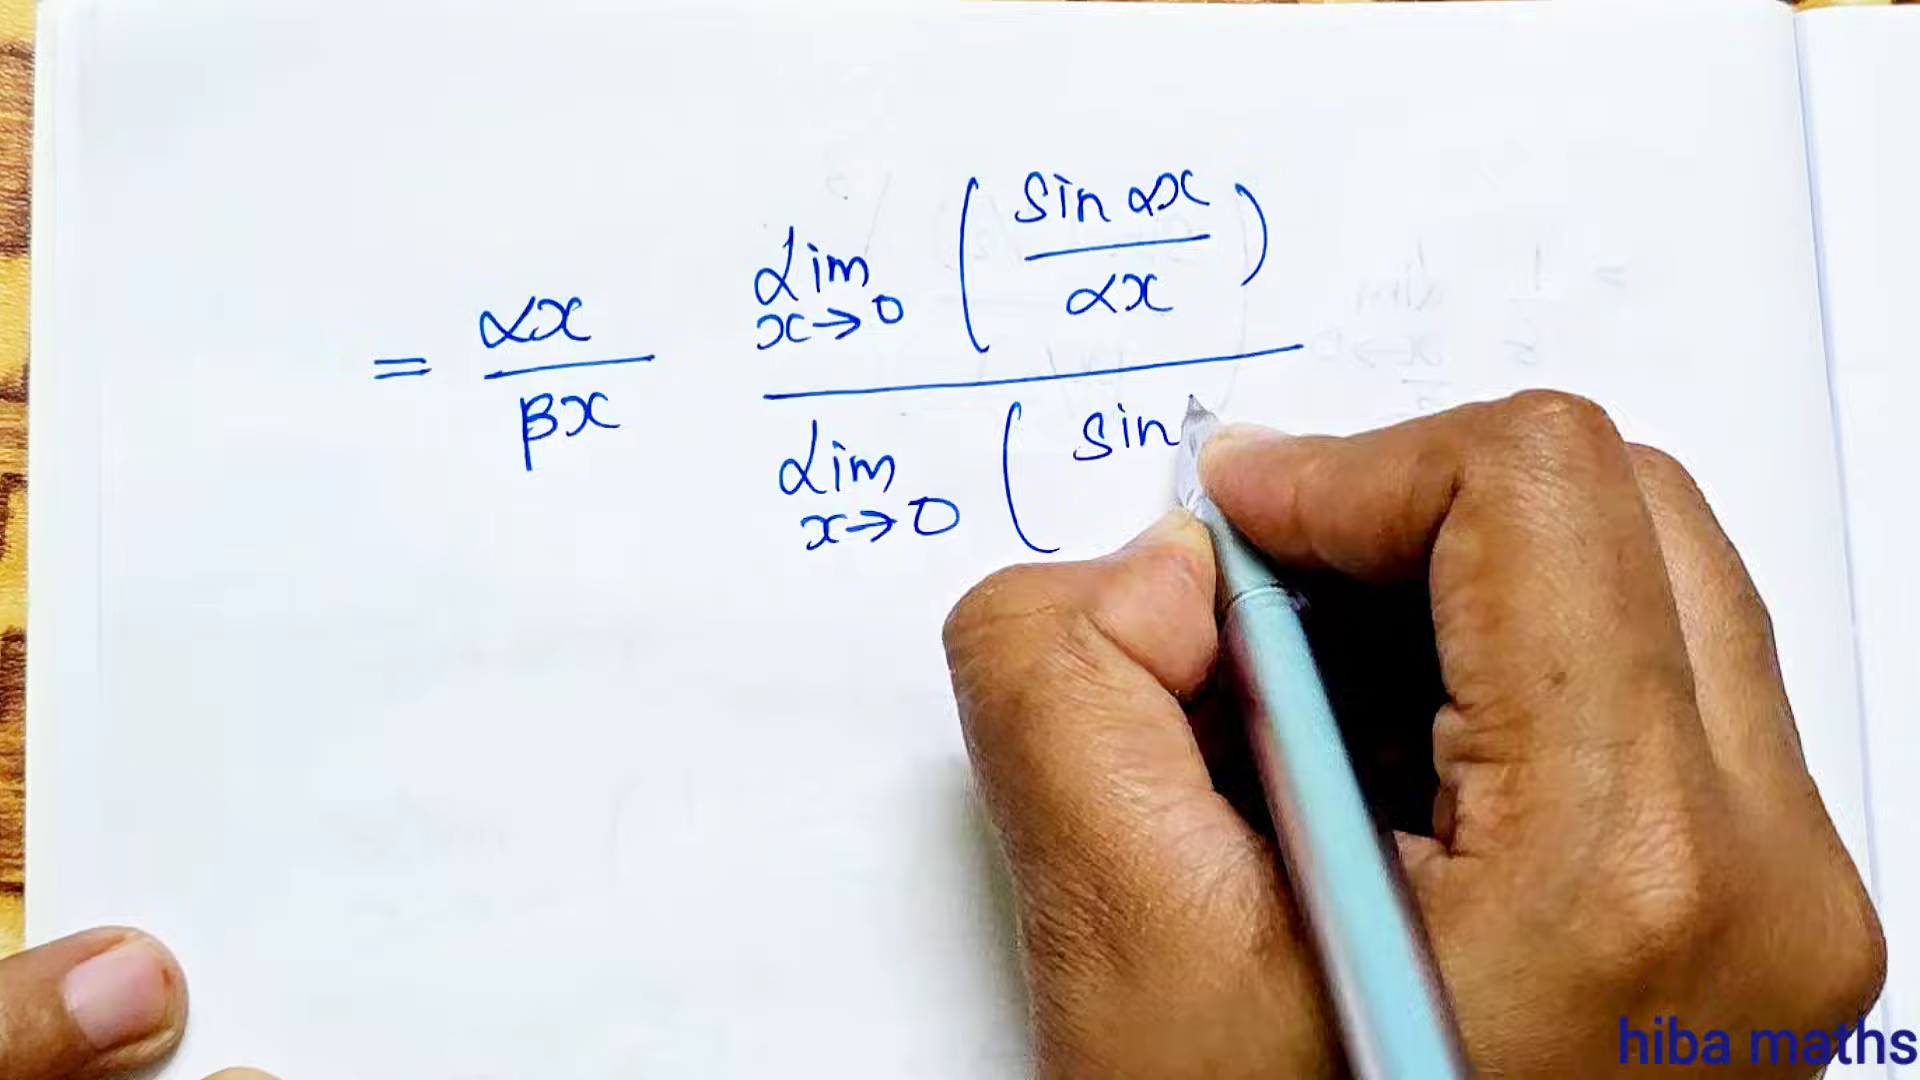 = αx / βx lim x→0 ( sin αx / αx )
lim x→0 ( sin
hiba maths